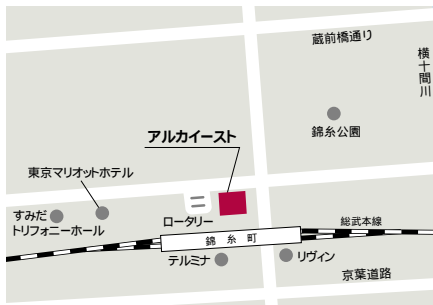 蔵前橋通り
横十間川
錦糸公園
アルカイースト
東京マリオットホテル
すみだ
トリフォニーホール
ロータリー
総武本線
錦糸町
テルミナ
リヴィン
京葉道路